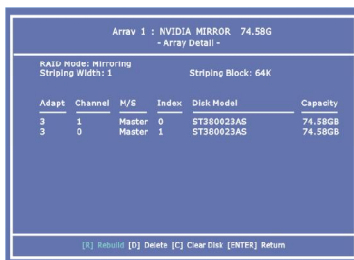 Array 1 : NVIDIA MIRROR 74.58G
- Array Detail -
RAID Mode: Mirroring
Striping Width: 1 Striping Block: 64K
Adapt Channel M/S Index Disk Model Capacity
3 1 Master 0 ST380023AS 74.58GB
3 0 Master 1 ST380023AS 74.58GB
[R] Rebuild [D] Delete [C] Clear Disk [ENTER] Return